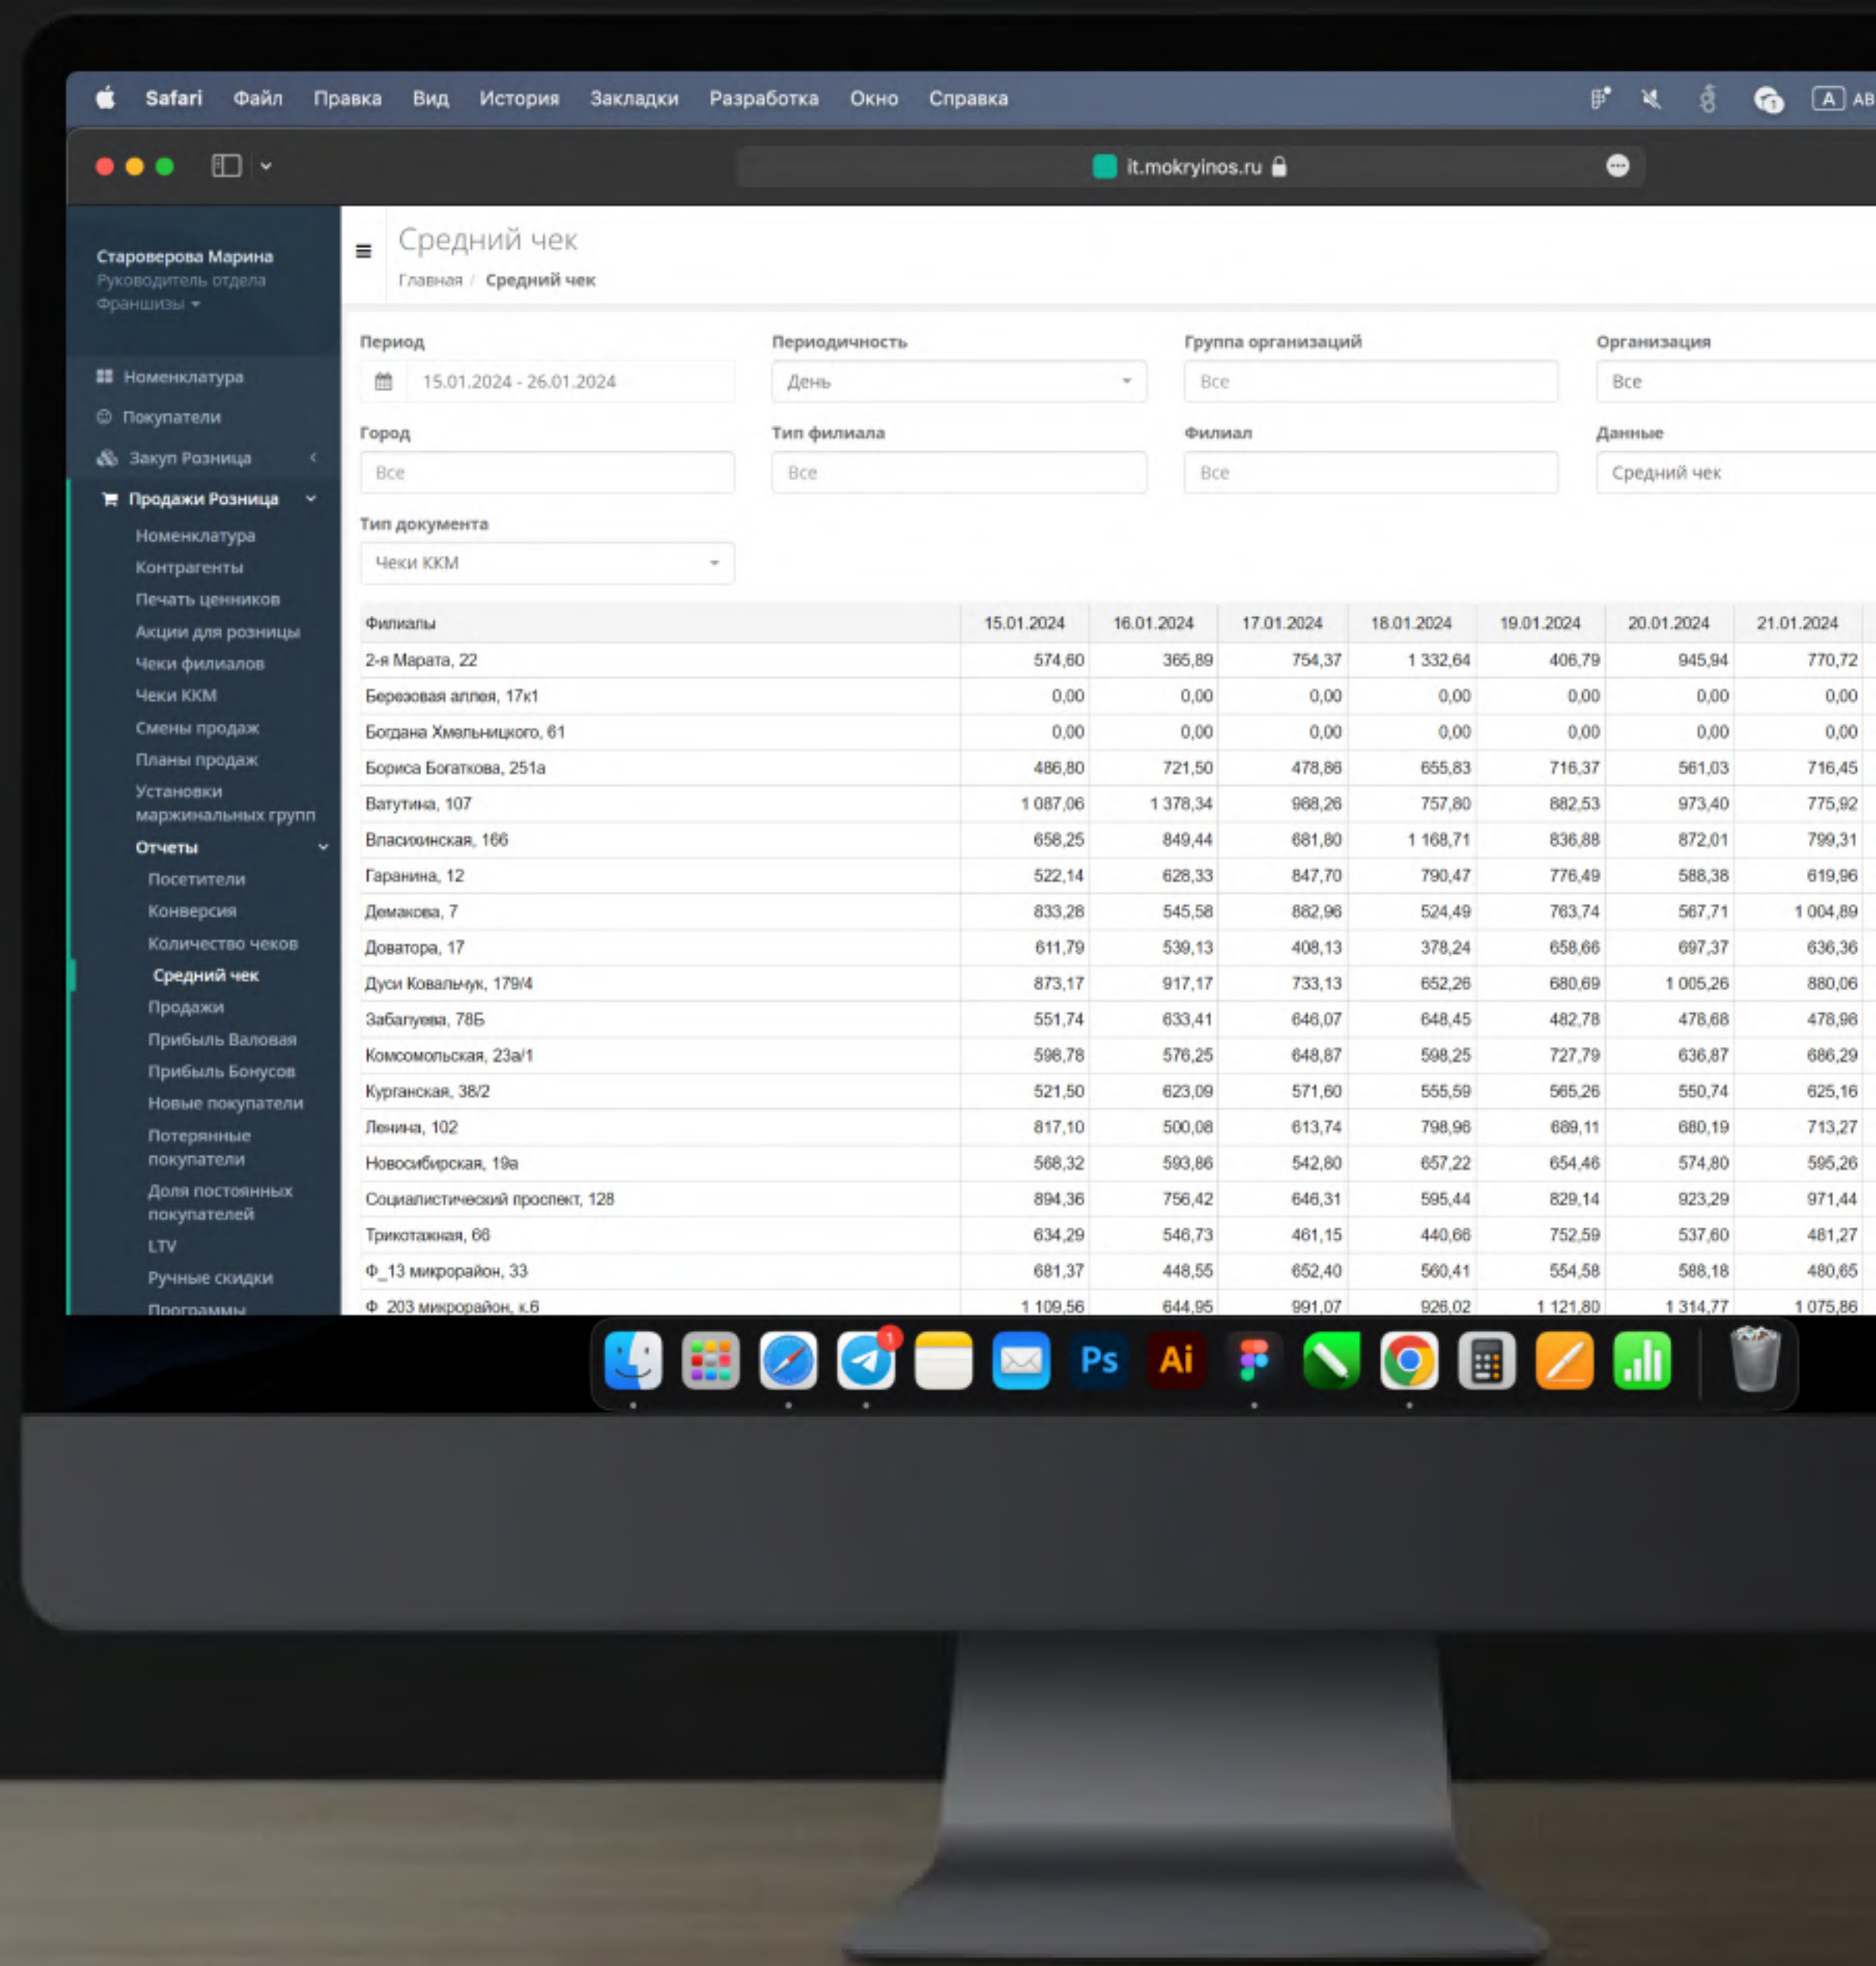 Safari Файл Правка Вид История Закладки Разработка Окно Справка A АВ
it.mokryinos.ru
Староверова Марина
Руководитель отдела
Франшизы
Номенклатура
Покупатели
Закуп Розница
Продажи Розница
Номенклатура
Контрагенты
Печать ценников
Акции для розницы
Чеки филиалов
Чеки ККМ
Смены продаж
Планы продаж
Установки
маржинальных групп
Отчеты
Посетители
Конверсия
Количество чеков
Средний чек
Продажи
Прибыль Валовая
Прибыль Бонусов
Новые покупатели
Потерянные
покупатели
Доля постоянных
покупателей
LTV
Ручные скидки
Программы
Средний чек
Главная / Средний чек
Период Периодичность Группа организаций Организация
15.01.2024 - 26.01.2024 День Все Все
Город Тип филиала Филиал Данные
Все Все Все Средний чек
Тип документа
Чеки ККМ
Филиалы 15.01.2024 16.01.2024 17.01.2024 18.01.2024 19.01.2024 20.01.2024 21.01.2024
2-я Марата, 22 574,60 365,89 754,37 1 332,64 406,79 945,94 770,72
Березовая аллея, 17к1 0,00 0,00 0,00 0,00 0,00 0,00 0,00
Богдана Хмельницкого, 61 0,00 0,00 0,00 0,00 0,00 0,00 0,00
Бориса Богаткова, 251а 486,80 721,50 478,86 655,83 716,37 561,03 716,45
Ватутина, 107 1 087,06 1 378,34 968,26 757,80 882,53 973,40 775,92
Власихинская, 166 658,25 849,44 681,80 1 168,71 836,88 872,01 799,31
Гаранина, 12 522,14 628,33 847,70 790,47 776,49 588,38 619,96
Демакова, 7 833,28 545,58 882,96 524,49 763,74 567,71 1 004,89
Доватора, 17 611,79 539,13 408,13 378,24 658,66 697,37 636,36
Дуси Ковальчук, 179/4 873,17 917,17 733,13 652,26 680,69 1 005,26 880,06
Забалуева, 78Б 551,74 633,41 646,07 648,45 482,78 478,68 478,98
Комсомольская, 23а/1 598,78 576,25 648,87 598,25 727,79 636,87 686,29
Курганская, 38/2 521,50 623,09 571,60 555,59 565,26 550,74 625,16
Ленина, 102 817,10 500,08 613,74 798,96 689,11 680,19 713,27
Новосибирская, 19а 568,32 593,86 542,80 657,22 654,46 574,80 595,26
Социалистический проспект, 128 894,36 756,42 646,31 595,44 829,14 923,29 971,44
Трикотажная, 66 634,29 546,73 461,15 440,66 752,59 537,60 481,27
Ф_13 микрорайон, 33 681,37 448,55 652,40 560,41 554,58 588,18 480,65
Ф_203 микрорайон, к.6 1 109,56 644,95 991,07 926,02 1 121,80 1 314,77 1 075,86
1 Ps Ai